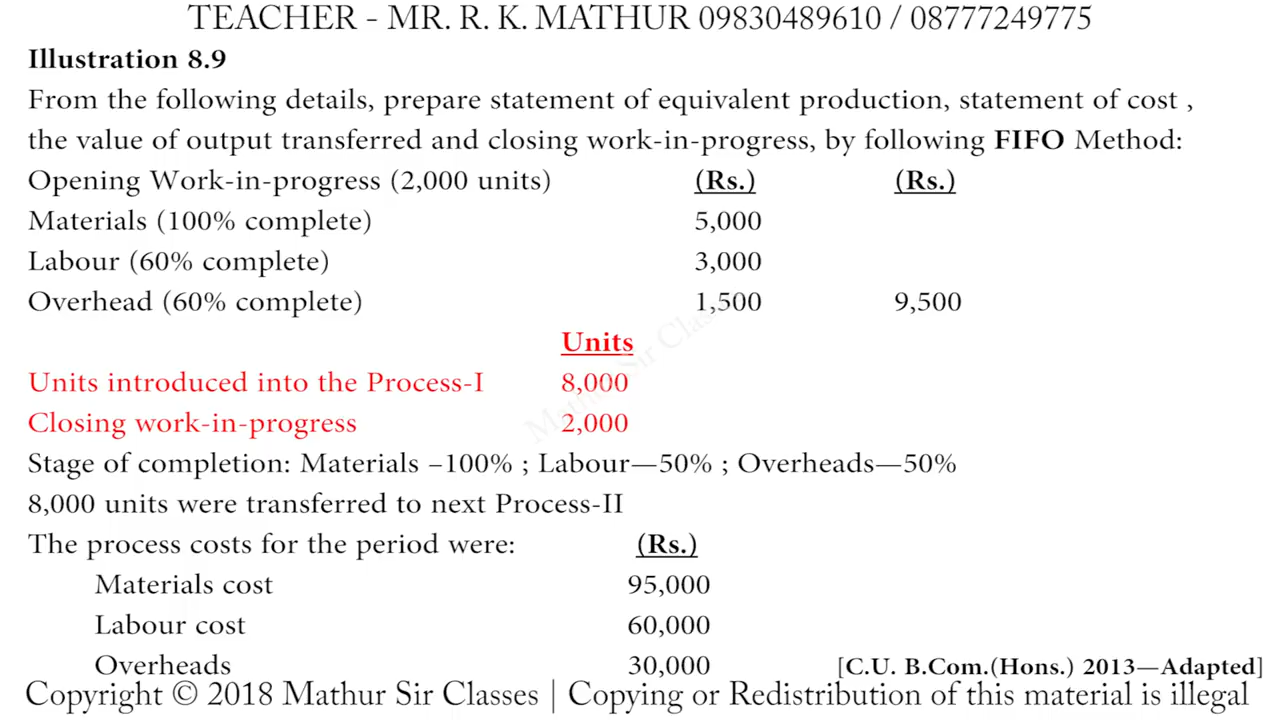 TEACHER - MR. R. K. MATHUR 09830489610 / 08777249775
Illustration 8.9
From the following details, prepare statement of equivalent production, statement of cost ,
the value of output transferred and closing work-in-progress, by following FIFO Method:
Opening Work-in-progress (2,000 units) (Rs.) (Rs.)
Materials (100% complete) 5,000
Labour (60% complete) 3,000
Overhead (60% complete) 1,500 9,500
Units
Units introduced into the Process-I 8,000
Closing work-in-progress 2,000
Stage of completion: Materials –100% ; Labour—50% ; Overheads—50%
8,000 units were transferred to next Process-II
The process costs for the period were: (Rs.)
Materials cost 95,000
Labour cost 60,000
Overheads 30,000 [C.U. B.Com.(Hons.) 2013—Adapted]
Copyright © 2018 Mathur Sir Classes | Copying or Redistribution of this material is illegal